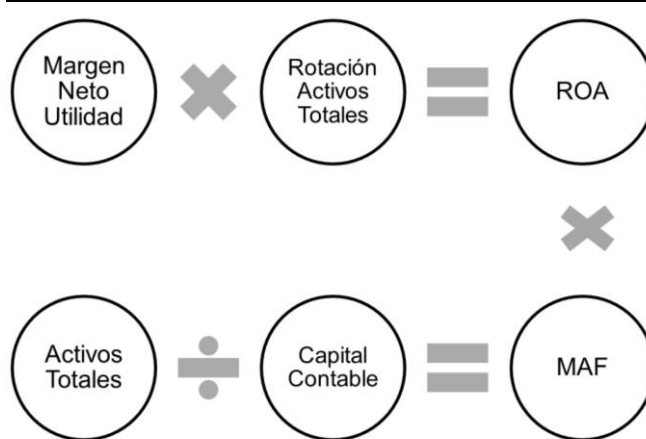 Margen
Neto
Utilidad
Rotación
Activos
Totales
ROA
Activos
Totales
Capital
Contable
MAF